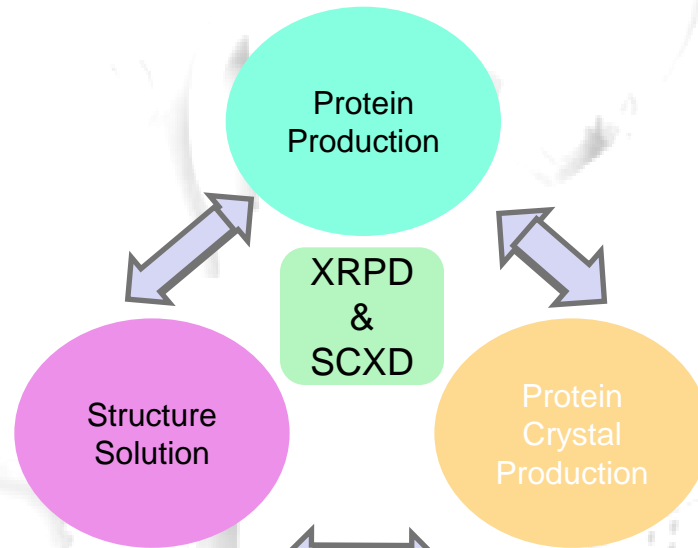 Protein
Production
XRPD
&
SCXD
Structure
Solution
Protein
Crystal
Production